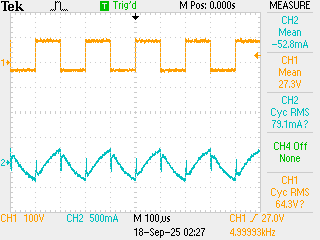 Tek Trig'd M Pos: 0.000s MEASURE
CH2
Mean
-52.8mA
CH1
Mean
27.3V
CH2
Cyc RMS
79.1mA?
CH4 Off
None
CH1
Cyc RMS
64.3V?
1
2
CH1 100V CH2 500mA M 100µs CH1 27.0V
18-Sep-25 02:27 4.99993kHz